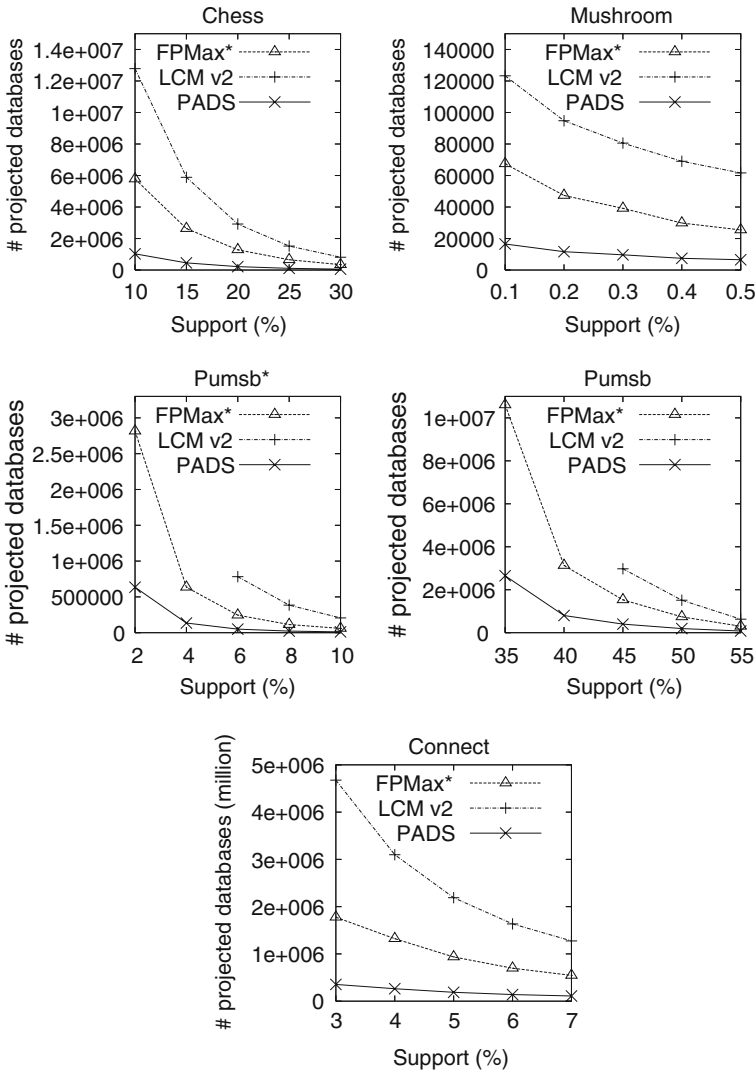 Chess
# projected databases
1.4e+007
1.2e+007
1e+007
8e+006
6e+006
4e+006
2e+006
0
FPMax*
LCM v2
PADS
10 15 20 25 30
Support (%)
Mushroom
# projected databases
140000
120000
100000
80000
60000
40000
20000
0
FPMax*
LCM v2
PADS
0.1 0.2 0.3 0.4 0.5
Support (%)
Pumsb*
# projected databases
3e+006
2.5e+006
2e+006
1.5e+006
1e+006
500000
0
FPMax*
LCM v2
PADS
2 4 6 8 10
Support (%)
Pumsb
# projected databases
1e+007
8e+006
6e+006
4e+006
2e+006
0
FPMax*
LCM v2
PADS
35 40 45 50 55
Support (%)
Connect
# projected databases (million)
5e+006
4e+006
3e+006
2e+006
1e+006
0
FPMax*
LCM v2
PADS
3 4 5 6 7
Support (%)